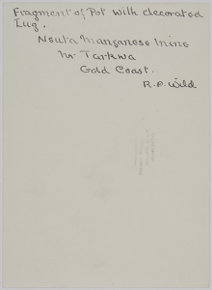 Fragment of Pot with decorated
Lug.
Nsuta Manganese Mine
Nr Tarkwa
Gold Coast.
R.P. Wild